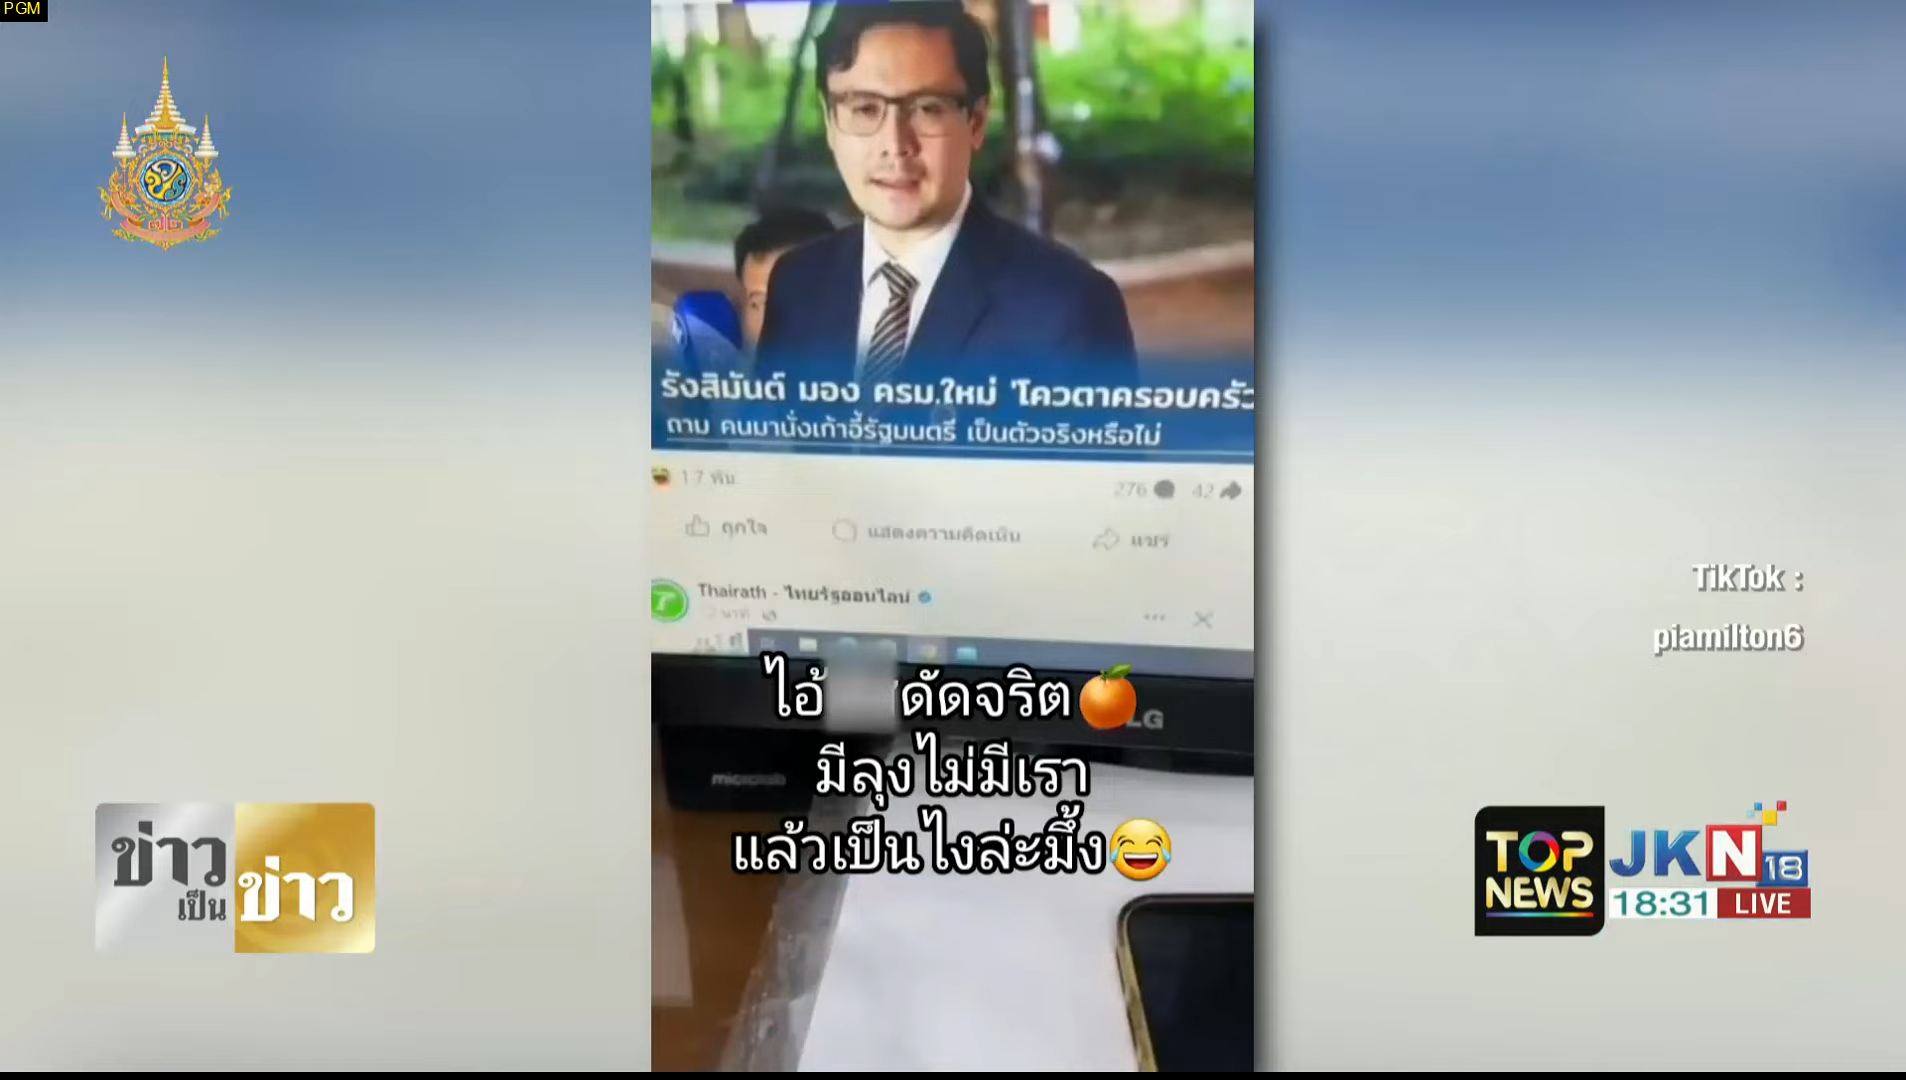 PGM
รังสิมันต์ มอง ครม.ใหม่ 'โควตาครอบครัว
ถาม คนมานั่งเก้าอี้รัฐมนตรี เป็นตัวจริงหรือไม่
276 42
ถูกใจ แสดงความคิดเห็น แชร์
Thairath - ไทยรัฐออนไลน์
ไอ้ ดัดจริต🍊
LG
มีลุงไม่มีเรา
แล้วเป็นไงล่ะมึ้ง😂
TikTok :
piamilton6
ข่าว
เป็น
ข่าว
TOP
NEWS
JKN18
18:31 LIVE